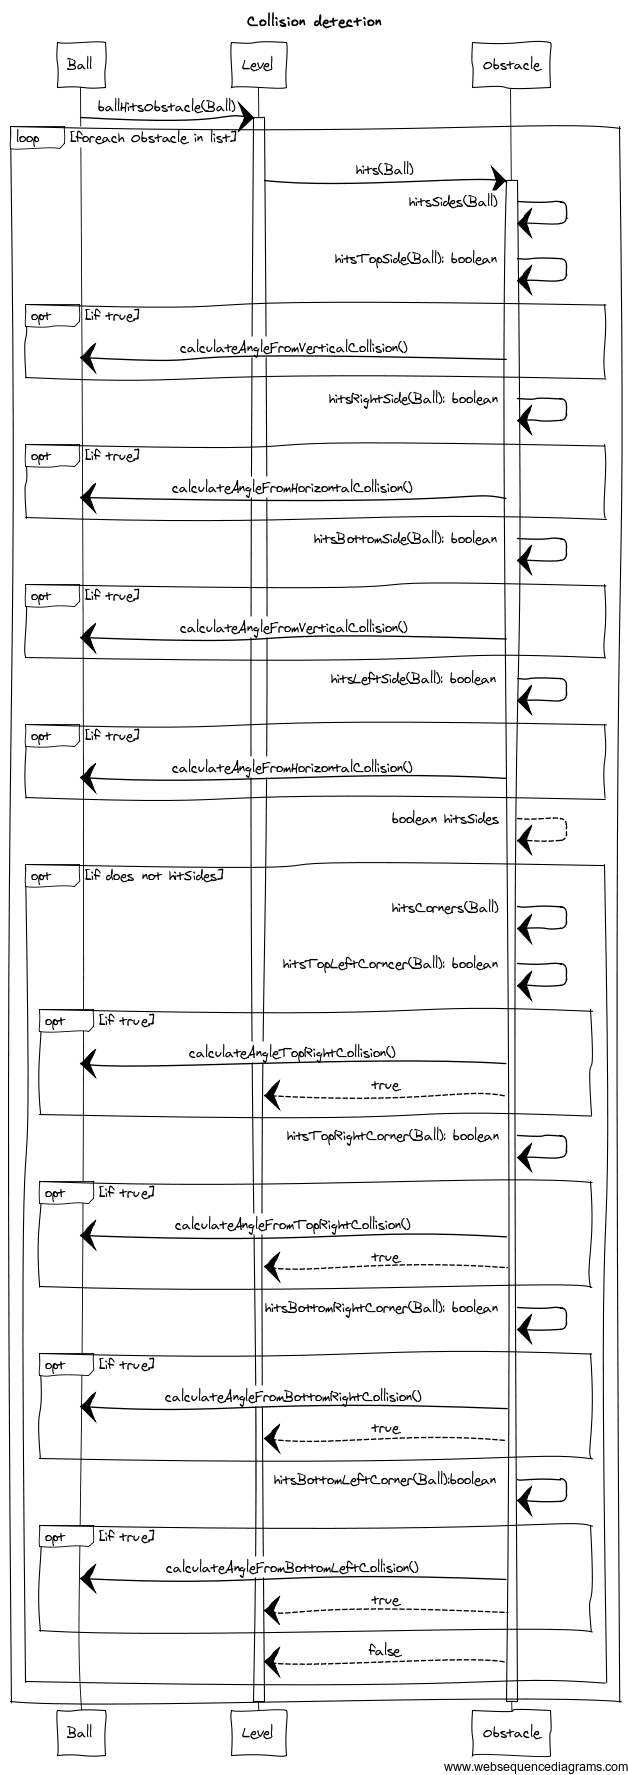 Collision detection
Ball
Level
Obstacle
ballHitsObstacle(Ball)
loop
[foreach Obstacle in list]
hits(Ball)
hitsSides(Ball)
hitsTopSide(Ball): boolean
opt
[if true]
calculateAngleFromVerticalCollision()
hitsRightSide(Ball): boolean
opt
[if true]
calculateAngleFromHorizontalCollision()
hitsBottomSide(Ball): boolean
opt
[if true]
calculateAngleFromVerticalCollision()
hitsLeftSide(Ball): boolean
opt
[if true]
calculateAngleFromHorizontalCollision()
boolean hitsSides
opt
[if does not hitSides]
hitsCorners(Ball)
hitsTopLeftCorncer(Ball): boolean
opt
[if true]
calculateAngleTopRightCollision()
true
hitsTopRightCorner(Ball): boolean
opt
[if true]
calculateAngleFromTopRightCollision()
true
hitsBottomRightCorner(Ball): boolean
opt
[if true]
calculateAngleFromBottomRightCollision()
true
hitsBottomLeftCorner(Ball):boolean
opt
[if true]
calculateAngleFromBottomLeftCollision()
true
false
Ball
Level
Obstacle
www.websequencediagrams.com